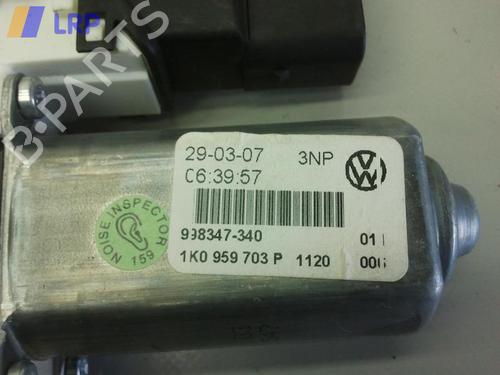 LRP
B-PARTS
29-03-07 3NP
06:39:57
998347-340 01
1K0 959 703 P 1120 006
NOISE INSPECTOR
159